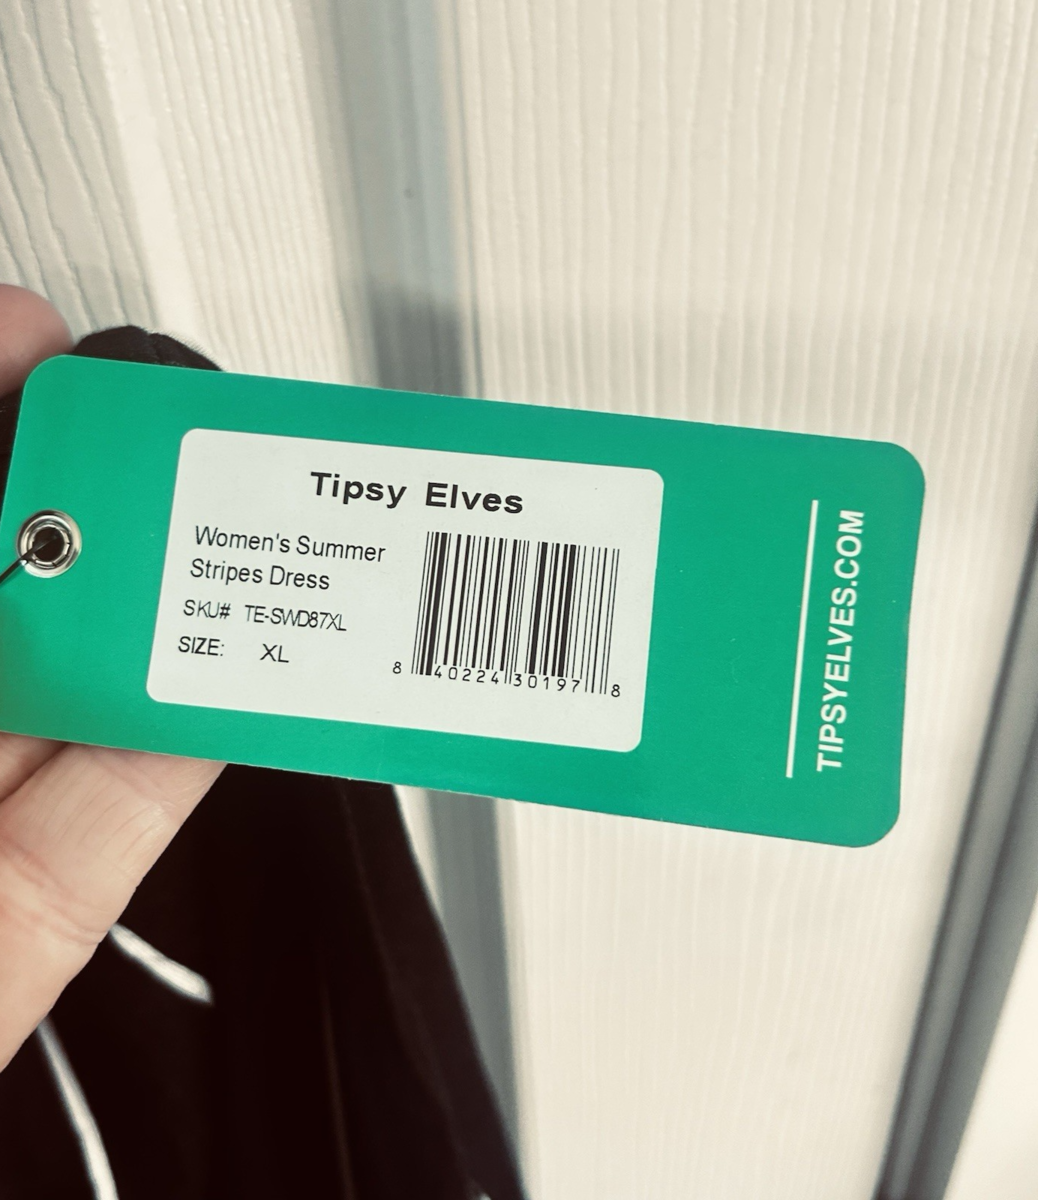 Tipsy Elves
Women's Summer
Stripes Dress
SKU# TE-SWD87XL
SIZE: XL
8 40224 30197 8
TIPSYELVES.COM